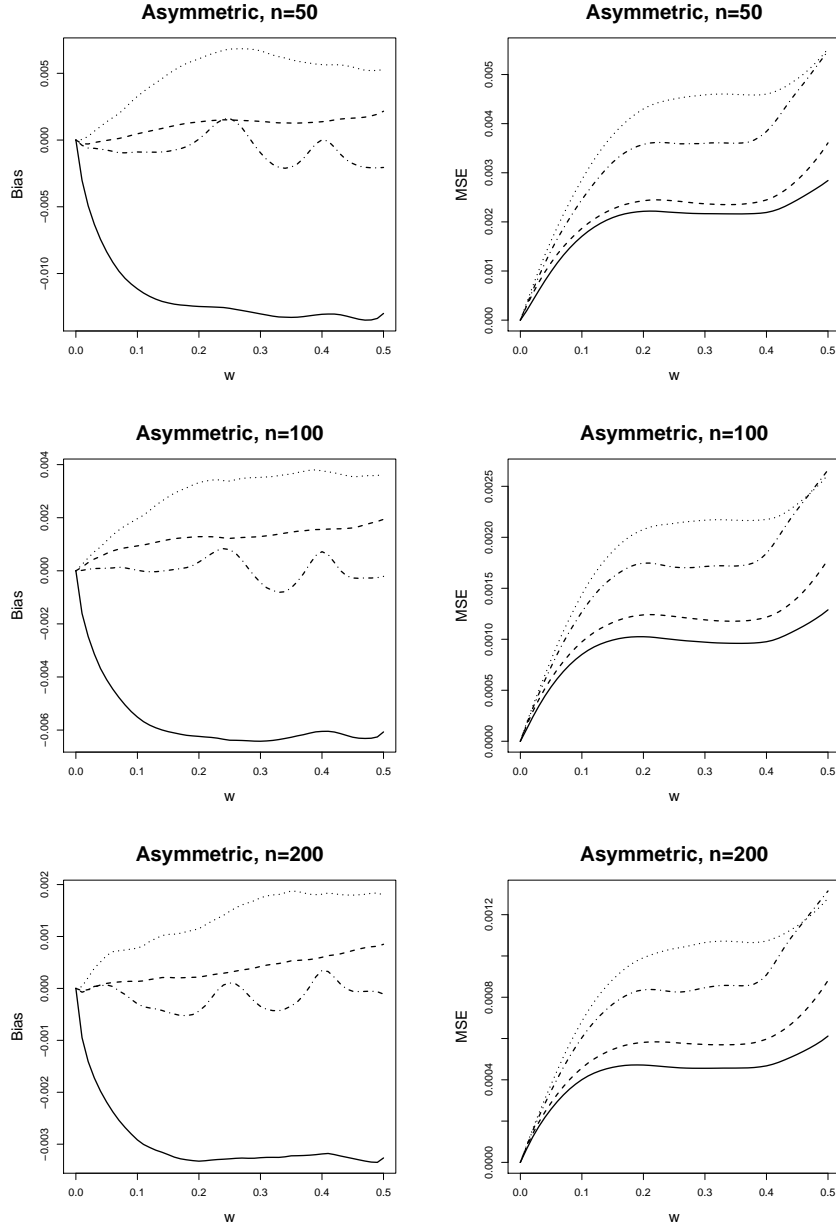 Asymmetric, n=50
Bias
0.005
0.000
−0.005
−0.010
0.0 0.1 0.2 0.3 0.4 0.5
w
Asymmetric, n=50
MSE
0.005
0.004
0.003
0.002
0.001
0.000
0.0 0.1 0.2 0.3 0.4 0.5
w
Asymmetric, n=100
Bias
0.004
0.002
0.000
−0.002
−0.004
−0.006
0.0 0.1 0.2 0.3 0.4 0.5
w
Asymmetric, n=100
MSE
0.0025
0.0020
0.0015
0.0010
0.0005
0.0000
0.0 0.1 0.2 0.3 0.4 0.5
w
Asymmetric, n=200
Bias
0.002
0.001
0.000
−0.001
−0.002
−0.003
0.0 0.1 0.2 0.3 0.4 0.5
w
Asymmetric, n=200
MSE
0.0012
0.0008
0.0004
0.0000
0.0 0.1 0.2 0.3 0.4 0.5
w